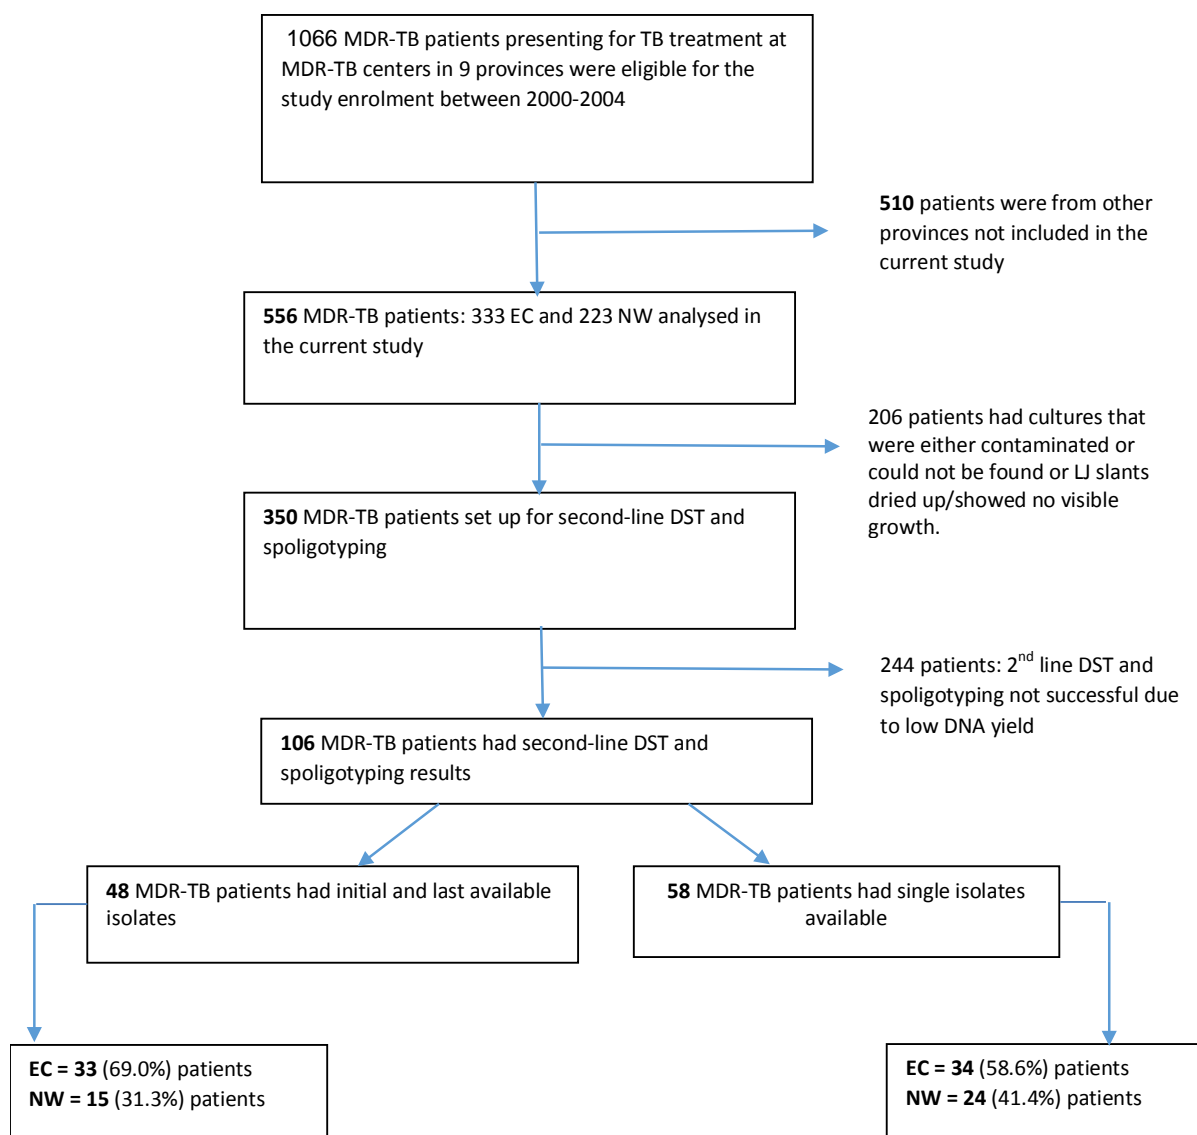 1066 MDR-TB patients presenting for TB treatment at
MDR-TB centers in 9 provinces were eligible for the
study enrolment between 2000-2004
510 patients were from other
provinces not included in the
current study
556 MDR-TB patients: 333 EC and 223 NW analysed in
the current study
206 patients had cultures that
were either contaminated or
could not be found or LJ slants
dried up/showed no visible
growth.
350 MDR-TB patients set up for second-line DST and
spoligotyping
244 patients: 2nd line DST and
spoligotyping not successful due
to low DNA yield
106 MDR-TB patients had second-line DST and
spoligotyping results
48 MDR-TB patients had initial and last available
isolates
58 MDR-TB patients had single isolates
available
EC = 33 (69.0%) patients
NW = 15 (31.3%) patients
EC = 34 (58.6%) patients
NW = 24 (41.4%) patients